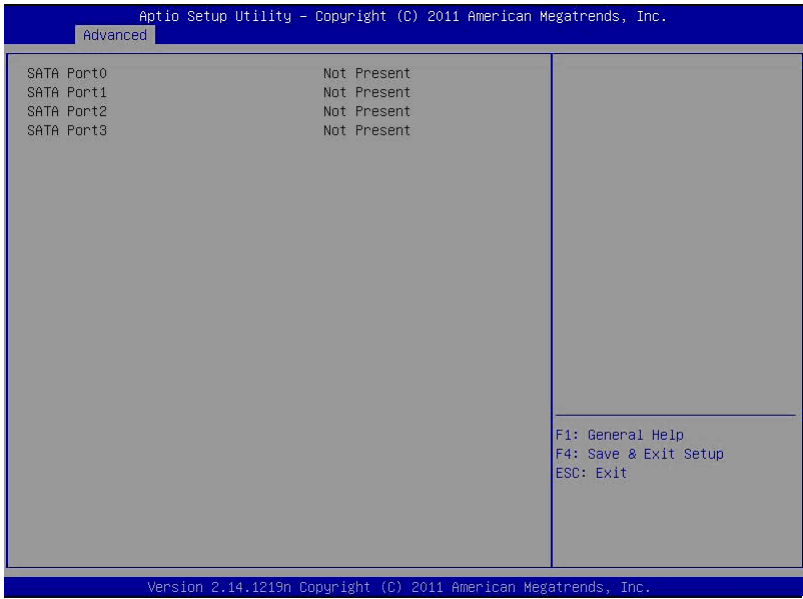 Aptio Setup Utility – Copyright (C) 2011 American Megatrends, Inc.
Advanced
SATA Port0 Not Present
SATA Port1 Not Present
SATA Port2 Not Present
SATA Port3 Not Present
F1: General Help
F4: Save & Exit Setup
ESC: Exit
Version 2.14.1219n Copyright (C) 2011 American Megatrends, Inc.